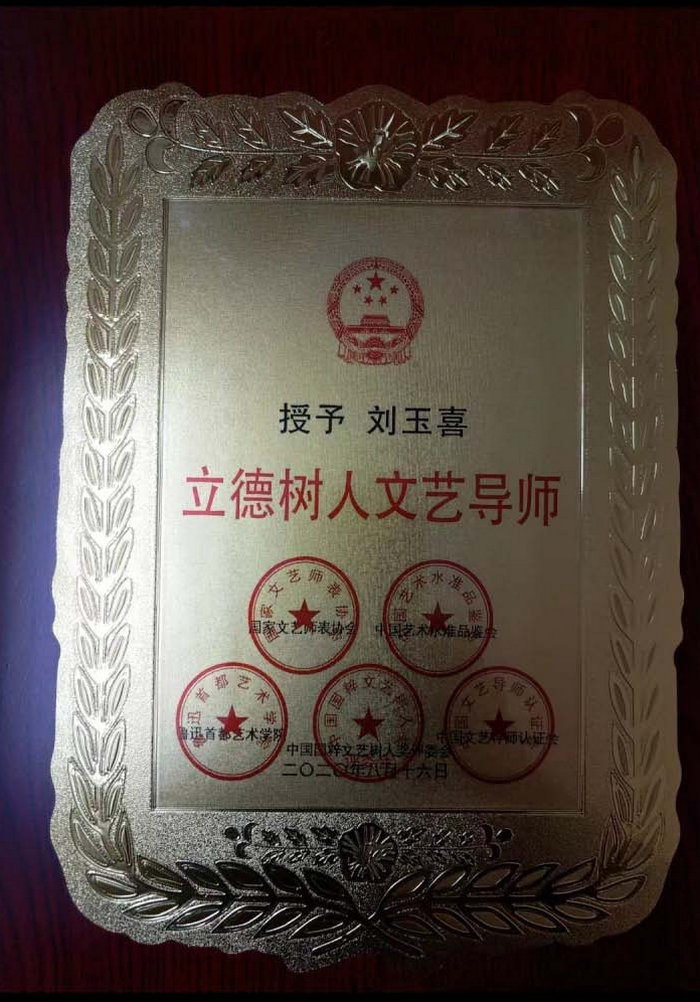 授予 刘玉喜
立德树人文艺导师
国家文艺师表协会
中国艺术水准品鉴会
鲁迅首都艺术学院
中国国粹文艺树人奖评委会
中国文艺导师认证会
二〇二〇年八月十六日